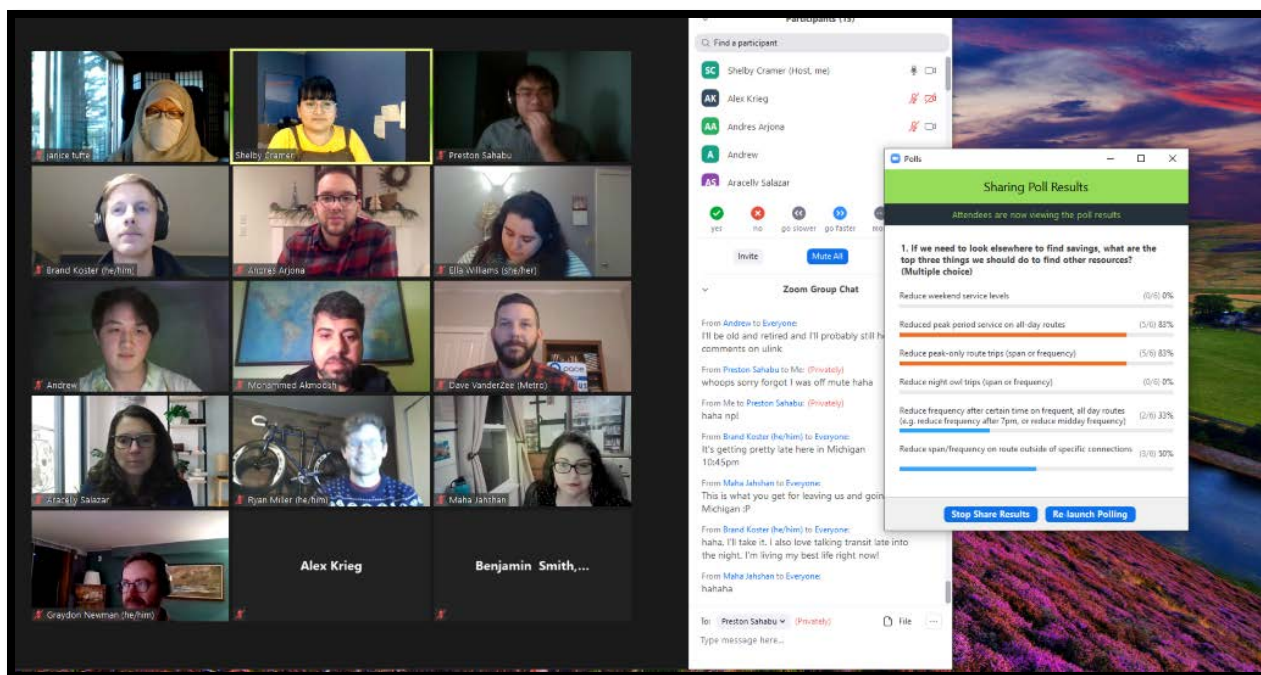 janice tufte
Shelby Cramer
Preston Sahabu
Brand Koster (he/him)
Andres Arjona
Ella Williams (she/her)
Andrew
Mohammed Akmoosh
Dave VanderZee (Metro)
Aracelly Salazar
Ryan Miller (he/him)
Maha Jahshan
Graydon Newman (he/him)
Alex Krieg
Benjamin Smith,...
Participants (15)
Find a participant
SC Shelby Cramer (Host, me)
AK Alex Krieg
AA Andres Arjona
A Andrew
AS Aracelly Salazar
yes no go slower go faster
Invite Mute All
Zoom Group Chat
From Andrew to Everyone:
I'll be old and retired and I'll probably still
comments on ulink
From Preston Sahabu to Me: (Privately)
whoops sorry forgot I was off mute haha
From Me to Preston Sahabu: (Privately)
haha np!
From Brand Koster (he/him) to Everyone:
It's getting pretty late here in Michigan
10:45pm
From Maha Jahshan to Everyone:
This is what you get for leaving us and goin
Michigan :P
From Brand Koster (he/him) to Everyone:
haha, I'll take it. I also love talking transit late into
the night. I'm living my best life right now!
From Maha Jahshan to Everyone:
hahaha
To: Preston Sahabu (Privately) File ...
Type message here...
Polls
Sharing Poll Results
Attendees are now viewing the poll results
1. If we need to look elsewhere to find savings, what are the
top three things we should do to find other resources?
(Multiple choice)
Reduce weekend service levels (0/6) 0%
Reduced peak period service on all-day routes (5/6) 83%
Reduce peak-only route trips (span or frequency) (5/6) 83%
Reduce night owl trips (span or frequency) (0/6) 0%
Reduce frequency after certain time on frequent, all day routes
(e.g. reduce frequency after 7pm, or reduce midday frequency) (2/6) 33%
Reduce span/frequency on route outside of specific connections (3/6) 50%
Stop Share Results Re-launch Polling